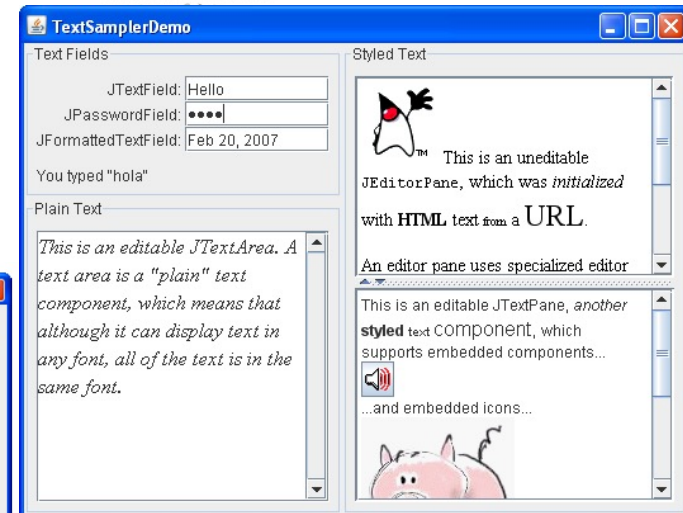 TextSamplerDemo
Text Fields
JTextField: Hello
JPasswordField: ••••
JFormattedTextField: Feb 20, 2007
You typed "hola"
Plain Text
This is an editable JTextArea. A
text area is a "plain" text
component, which means that
although it can display text in
any font, all of the text is in the
same font.
Styled Text
TM This is an uneditable
JEditorPane, which was initialized
with HTML text from a URL.
An editor pane uses specialized editor
This is an editable JTextPane, another
styled text component, which
supports embedded components...
...and embedded icons...